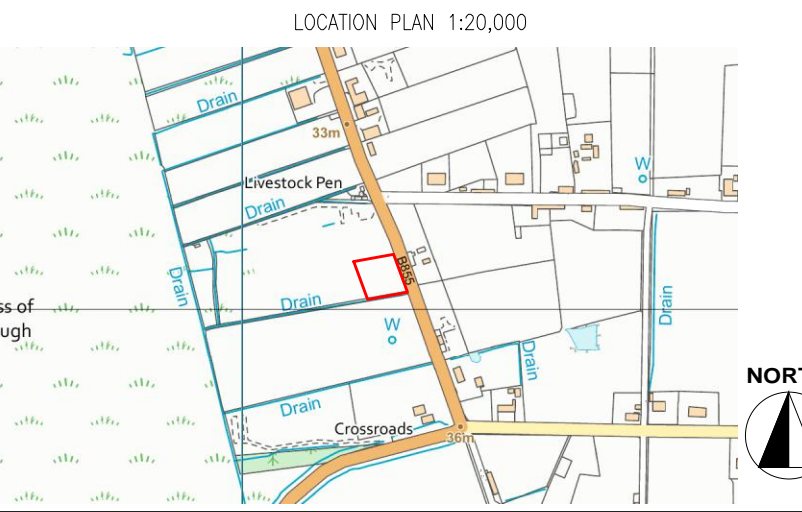 LOCATION PLAN 1:20,000
Drain
33m
W
Livestock Pen
Drain
B855
Drain
Drain
Drain
ss of
ough
W
Drain
NORT
Drain
Crossroads
36m